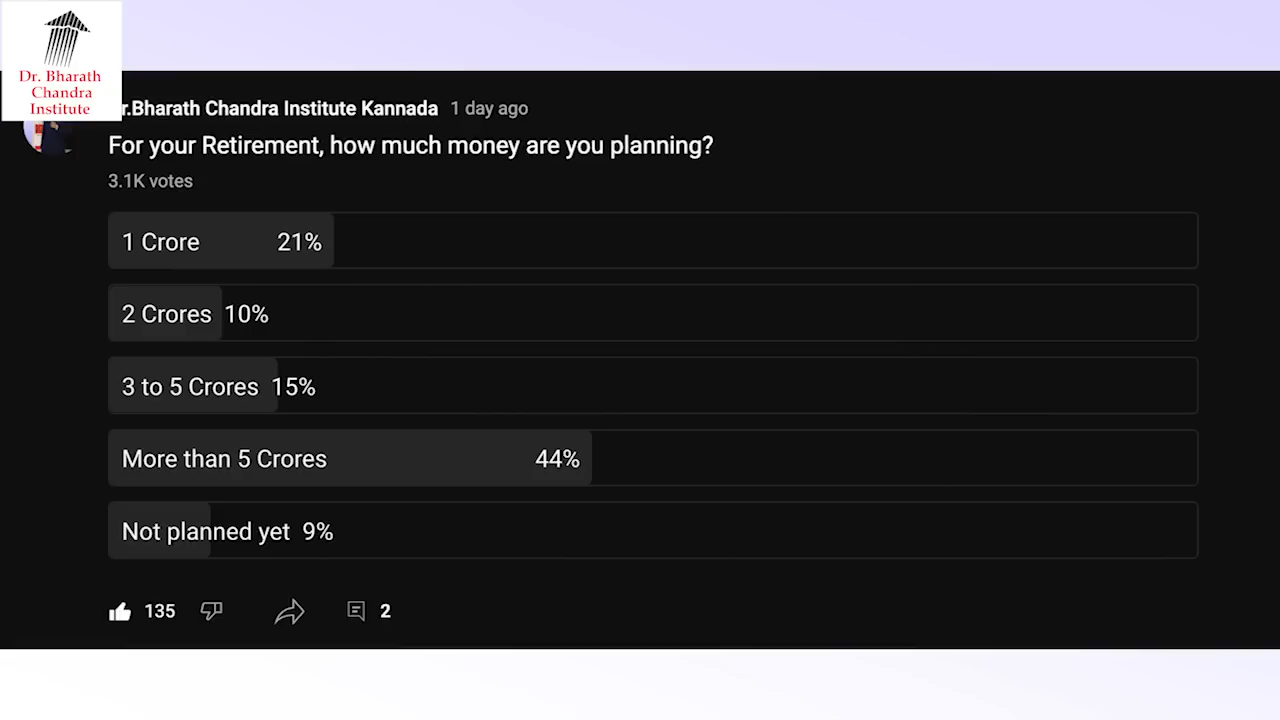 Dr. Bharath
Chandra
Institute
r.Bharath Chandra Institute Kannada 1 day ago
For your Retirement, how much money are you planning?
3.1K votes
1 Crore 21%
2 Crores 10%
3 to 5 Crores 15%
More than 5 Crores 44%
Not planned yet 9%
135 2